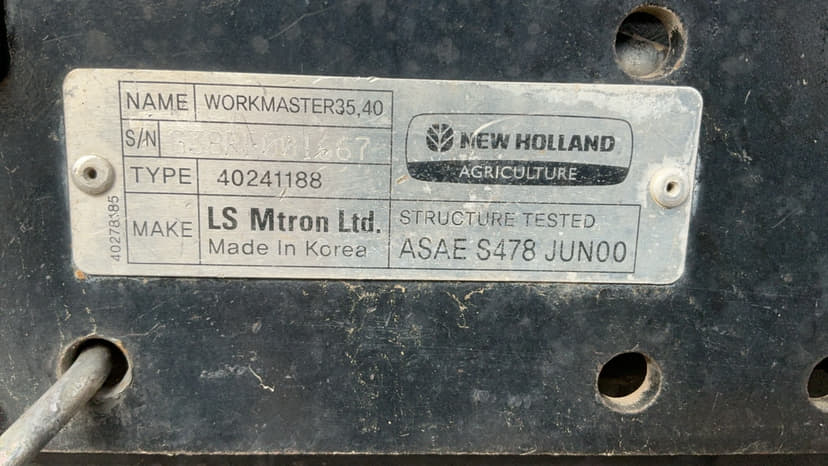 NAME WORKMASTER35,40
S/N
TYPE 40241188
MAKE LS Mtron Ltd.
Made In Korea
NEW HOLLAND
AGRICULTURE
STRUCTURE TESTED
ASAE S478 JUN00